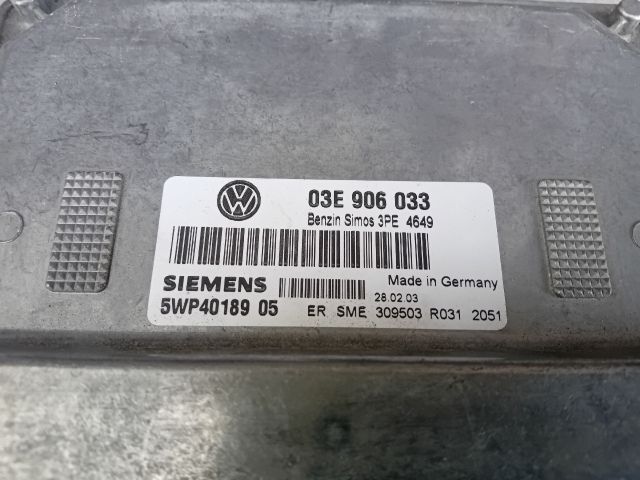 VW
03E 906 033
Benzin Simos 3PE 4649
SIEMENS
Made in Germany
28.02.03
5WP40189 05
ER SME 309503 R031 2051